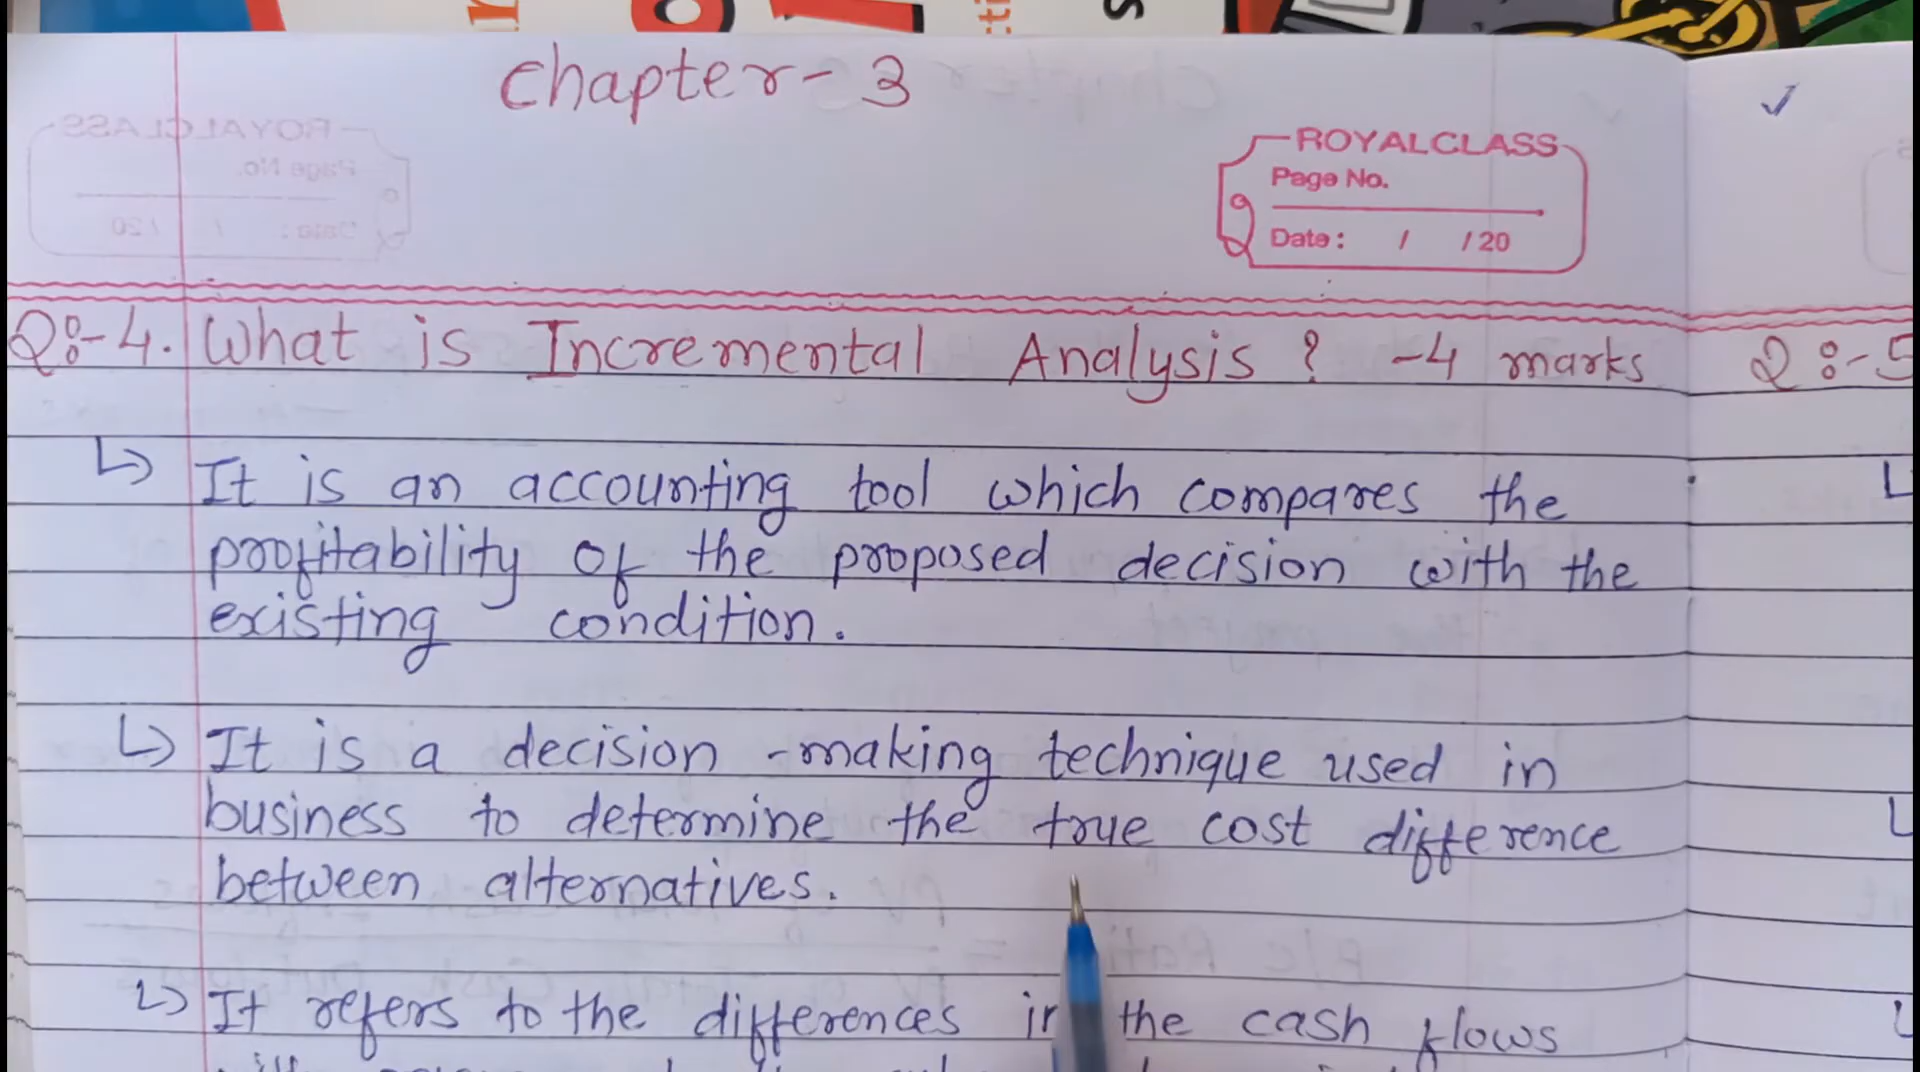 Chapter - 3
ROYALCLASS
Page No.
Date : / / 20
Q:-4. What is Incremental Analysis ? -4 marks
Q:-5
↳ It is an accounting tool which compares the
profitability of the proposed decision with the
existing condition.
↳ It is a decision -making technique used in
business to determine the true cost difference
between alternatives.
↳ It refers to the differences in the cash flows